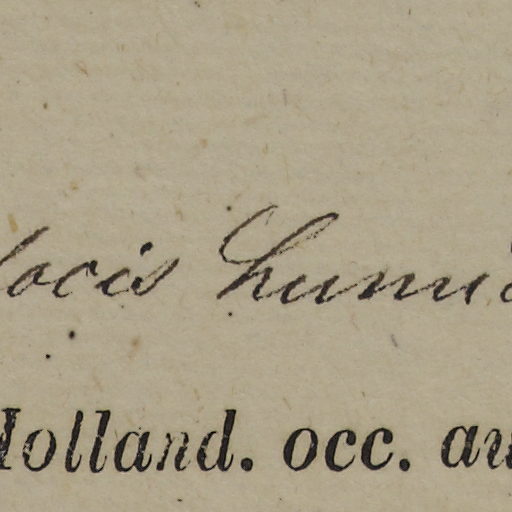 locis humid
Holland. occ. au